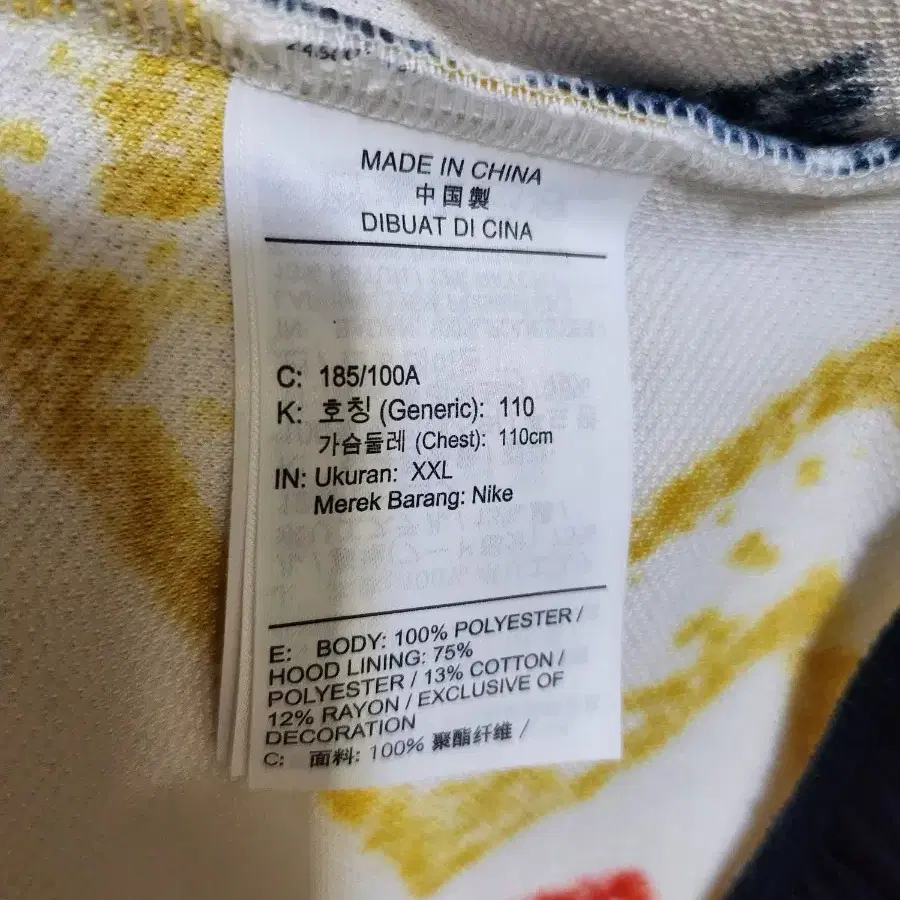 MADE IN CHINA
中国製
DIBUAT DI CINA
C: 185/100A
K: 호칭 (Generic): 110
가슴둘레 (Chest): 110cm
IN: Ukuran: XXL
Merek Barang: Nike
E: BODY: 100% POLYESTER /
HOOD LINING: 75%
POLYESTER / 13% COTTON /
12% RAYON / EXCLUSIVE OF
DECORATION
C: 面料: 100% 聚酯纤维 /